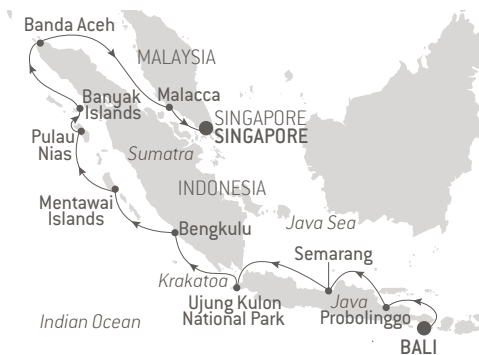 Banda Aceh
MALAYSIA
Banyak
Islands
Malacca
SINGAPORE
SINGAPORE
Pulau
Nias
Sumatra
INDONESIA
Mentawai
Islands
Java Sea
Bengkulu
Semarang
Krakatoa
Ujung Kulon
National Park
Java
Probolinggo
Indian Ocean
BALI